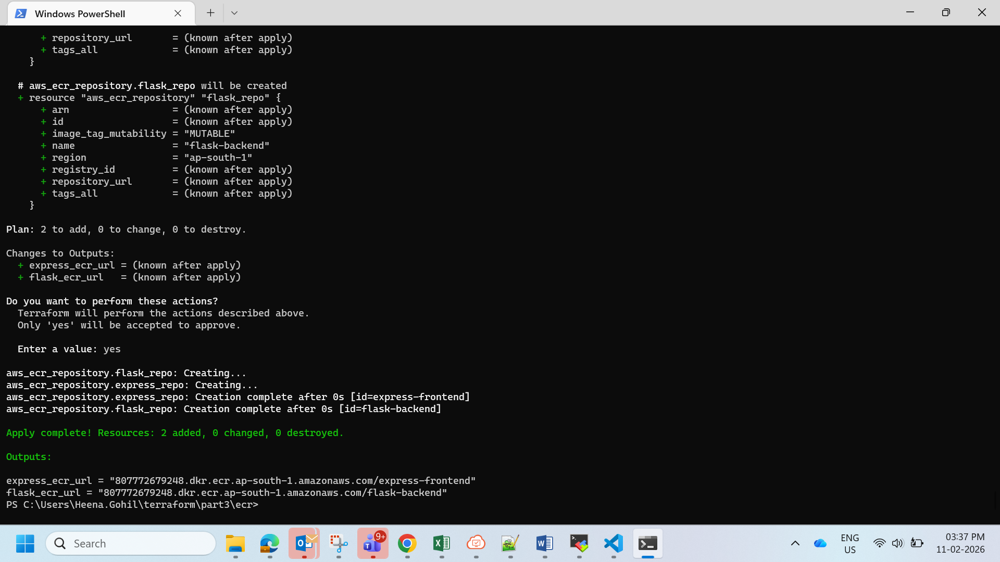 Windows PowerShell
+ repository_url       = (known after apply)
+ tags_all             = (known after apply)
}
# aws_ecr_repository.flask_repo will be created
+ resource "aws_ecr_repository" "flask_repo" {
+ arn                  = (known after apply)
+ id                   = (known after apply)
+ image_tag_mutability = "MUTABLE"
+ name                 = "flask-backend"
+ region               = "ap-south-1"
+ registry_id          = (known after apply)
+ repository_url       = (known after apply)
+ tags_all             = (known after apply)
}
Plan: 2 to add, 0 to change, 0 to destroy.
Changes to Outputs:
+ express_ecr_url = (known after apply)
+ flask_ecr_url   = (known after apply)
Do you want to perform these actions?
Terraform will perform the actions described above.
Only 'yes' will be accepted to approve.
Enter a value: yes
aws_ecr_repository.flask_repo: Creating...
aws_ecr_repository.express_repo: Creating...
aws_ecr_repository.express_repo: Creation complete after 0s [id=express-frontend]
aws_ecr_repository.flask_repo: Creation complete after 0s [id=flask-backend]
Apply complete! Resources: 2 added, 0 changed, 0 destroyed.
Outputs:
express_ecr_url = "807772679248.dkr.ecr.ap-south-1.amazonaws.com/express-frontend"
flask_ecr_url = "807772679248.dkr.ecr.ap-south-1.amazonaws.com/flask-backend"
PS C:\Users\Heena.Gohil\terraform\part3\ecr>
Search
9+
ENG
US
03:37 PM
11-02-2026